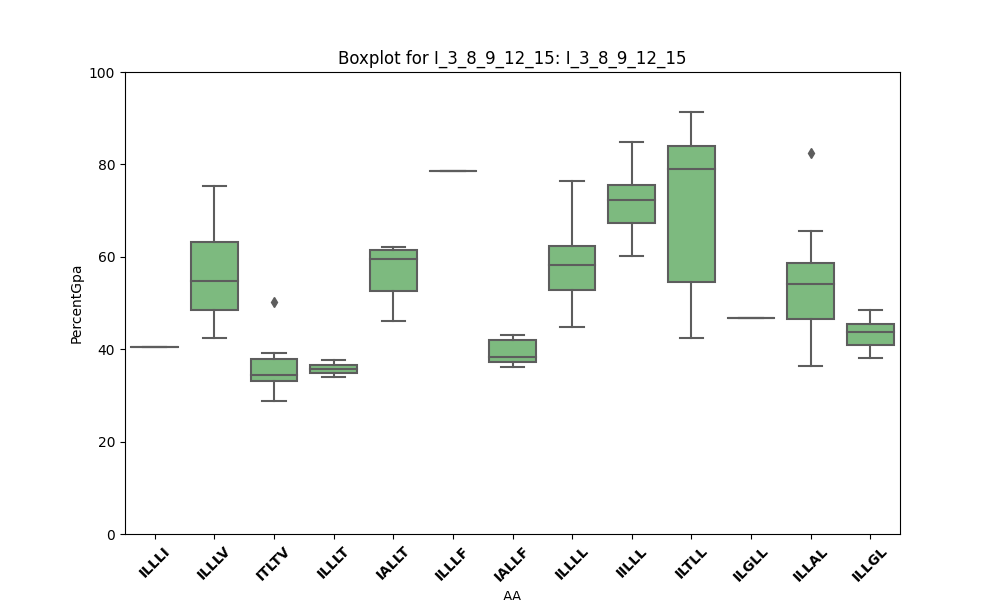 Boxplot for I_3_8_9_12_15: I_3_8_9_12_15
100
80
60
40
20
0
PercentGpa
ILLLI
ILLLV
ITLTV
ILLLT
IALLT
ILLLF
IALLF
ILLLL
IILLL
ILTLL
ILGLL
ILLAL
ILLGL
AA